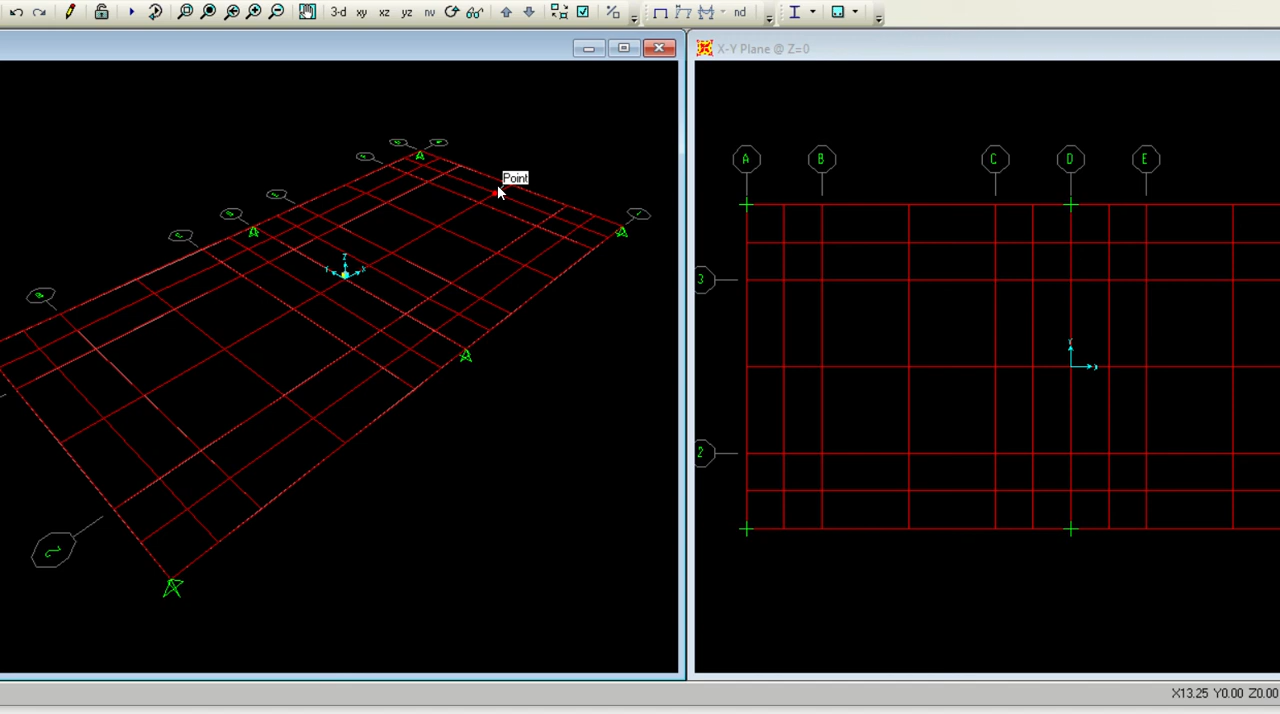 3-d xy xz yz nv nd
X-Y Plane @ Z=0
Point
A B C D E
3
2
Z
Y
X
X13.25 Y0.00 Z0.00